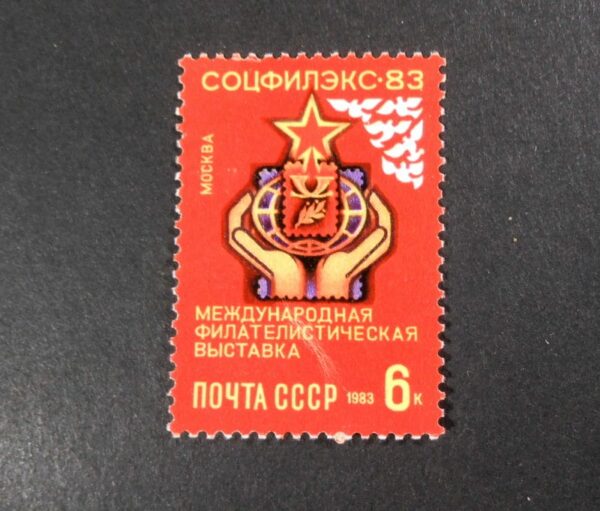 СОЦФИЛЭКС·83
МОСКВА
МЕЖДУНАРОДНАЯ
ФИЛАТЕЛИСТИЧЕСКАЯ
ВЫСТАВКА
ПОЧТА СССР 1983 6к